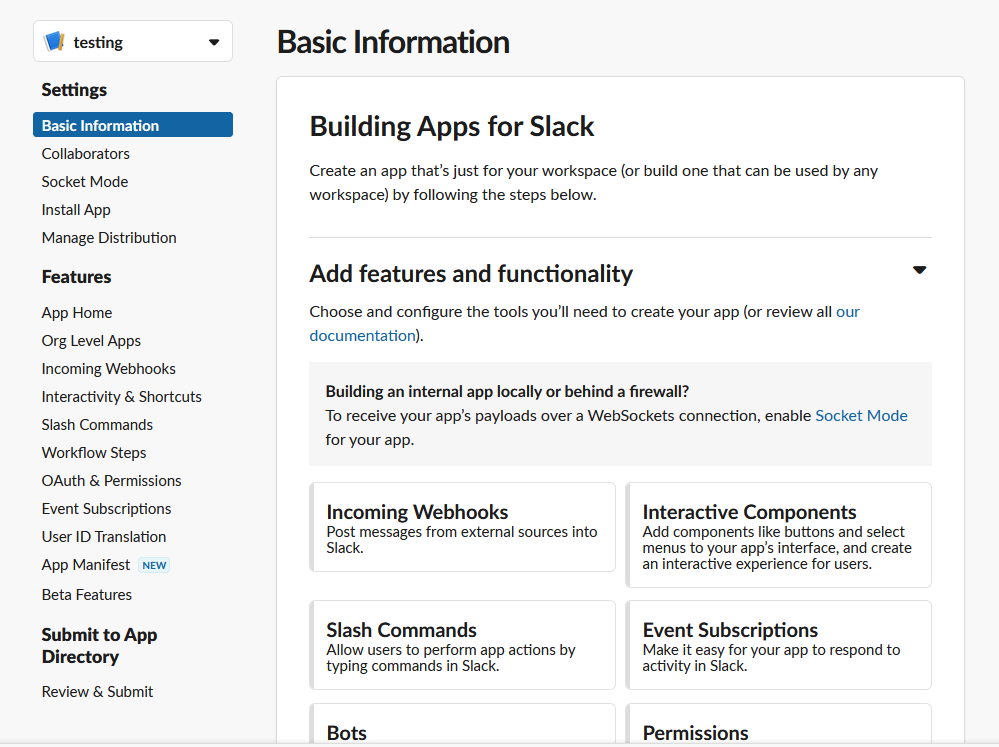 testing
Settings
Basic Information
Collaborators
Socket Mode
Install App
Manage Distribution
Features
App Home
Org Level Apps
Incoming Webhooks
Interactivity & Shortcuts
Slash Commands
Workflow Steps
OAuth & Permissions
Event Subscriptions
User ID Translation
App Manifest NEW
Beta Features
Submit to App
Directory
Review & Submit
Basic Information
Building Apps for Slack
Create an app that’s just for your workspace (or build one that can be used by any
workspace) by following the steps below.
Add features and functionality
Choose and configure the tools you’ll need to create your app (or review all our
documentation).
Building an internal app locally or behind a firewall?
To receive your app’s payloads over a WebSockets connection, enable Socket Mode
for your app.
Incoming Webhooks
Post messages from external sources into
Slack.
Interactive Components
Add components like buttons and select
menus to your app’s interface, and create
an interactive experience for users.
Slash Commands
Allow users to perform app actions by
typing commands in Slack.
Event Subscriptions
Make it easy for your app to respond to
activity in Slack.
Bots
Permissions